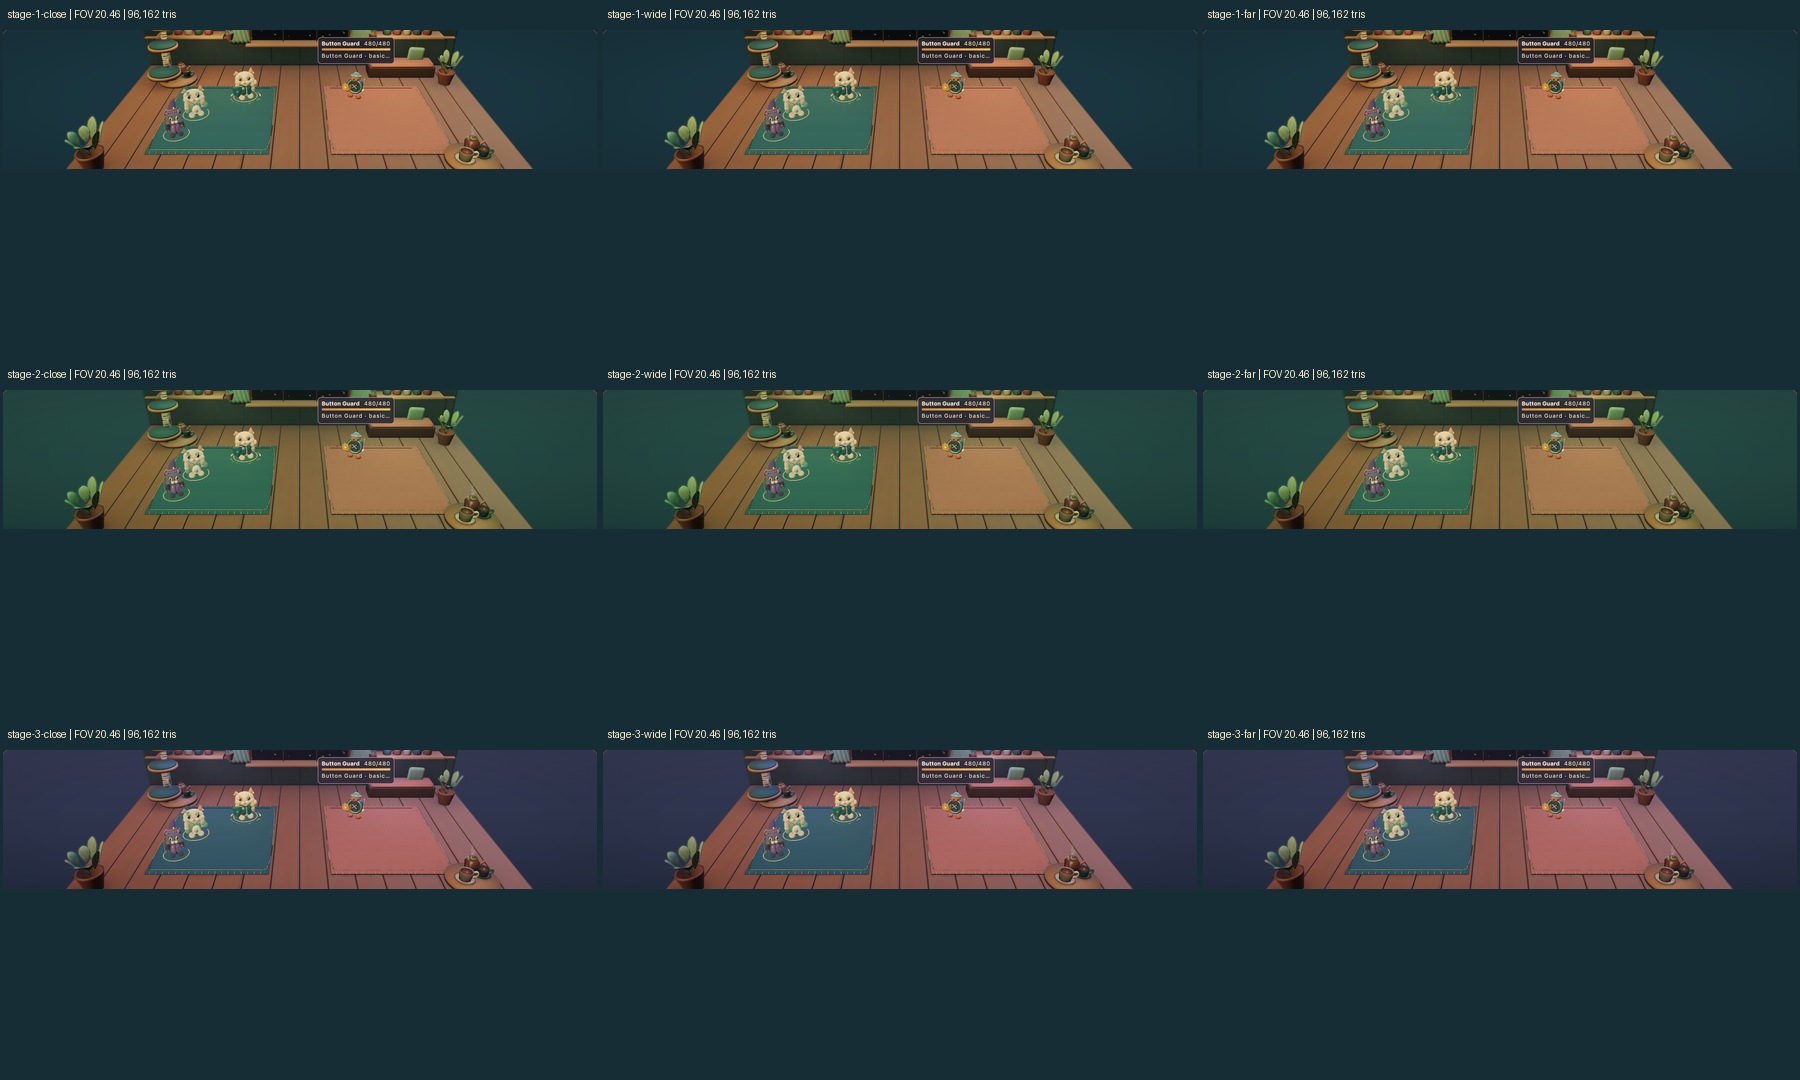 stage-1-close | FOV 20.46 | 96,162 tris
stage-1-wide | FOV 20.46 | 96,162 tris
stage-1-far | FOV 20.46 | 96,162 tris
Button Guard 480/480
Button Guard · basic...
Button Guard 480/480
Button Guard · basic...
Button Guard 480/480
Button Guard · basic...
stage-2-close | FOV 20.46 | 96,162 tris
stage-2-wide | FOV 20.46 | 96,162 tris
stage-2-far | FOV 20.46 | 96,162 tris
Button Guard 480/480
Button Guard · basic...
Button Guard 480/480
Button Guard · basic...
Button Guard 480/480
Button Guard · basic...
stage-3-close | FOV 20.46 | 96,162 tris
stage-3-wide | FOV 20.46 | 96,162 tris
stage-3-far | FOV 20.46 | 96,162 tris
Button Guard 480/480
Button Guard · basic...
Button Guard 480/480
Button Guard · basic...
Button Guard 480/480
Button Guard · basic...